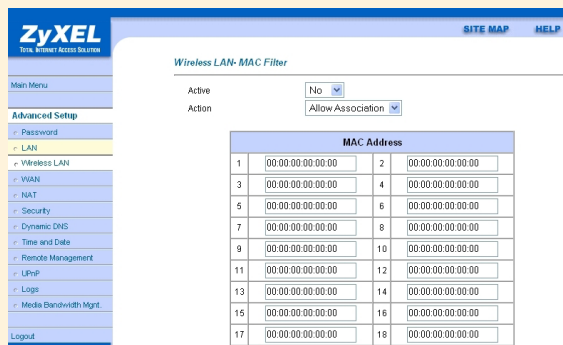 ZyXEL
TOTAL INTERNET ACCESS SOLUTION
SITE MAP HELP
Main Menu
Advanced Setup
Password
LAN
Wireless LAN
WAN
NAT
Security
Dynamic DNS
Time and Date
Remote Management
UPnP
Logs
Media Bandwidth Mgnt.
Logout
Wireless LAN- MAC Filter
Active No
Action Allow Association
MAC Address
1 00:00:00:00:00:00 2 00:00:00:00:00:00
3 00:00:00:00:00:00 4 00:00:00:00:00:00
5 00:00:00:00:00:00 6 00:00:00:00:00:00
7 00:00:00:00:00:00 8 00:00:00:00:00:00
9 00:00:00:00:00:00 10 00:00:00:00:00:00
11 00:00:00:00:00:00 12 00:00:00:00:00:00
13 00:00:00:00:00:00 14 00:00:00:00:00:00
15 00:00:00:00:00:00 16 00:00:00:00:00:00
17 00:00:00:00:00:00 18 00:00:00:00:00:00